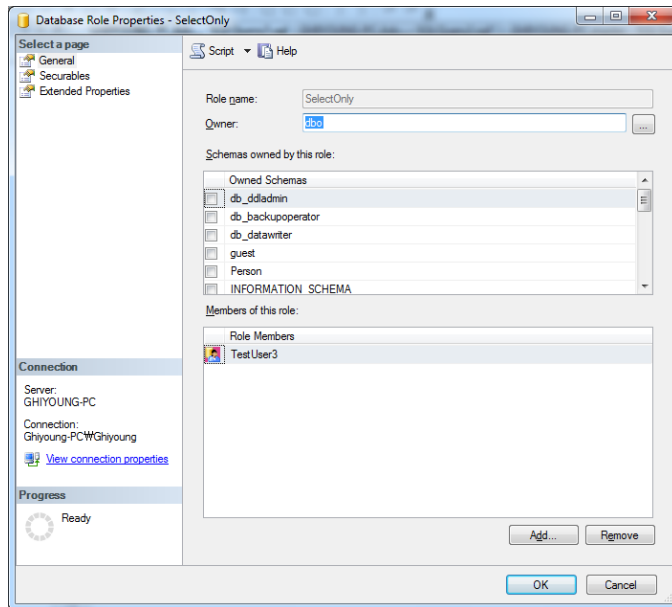 Database Role Properties - SelectOnly
Select a page
General
Securables
Extended Properties
Script
Help
Role name:
SelectOnly
Owner:
dbo
...
Schemas owned by this role:
Owned Schemas
db_ddladmin
db_backupoperator
db_datawriter
guest
Person
INFORMATION_SCHEMA
Members of this role:
Role Members
TestUser3
Connection
Server:
GHIYOUNG-PC
Connection:
Ghiyoung-PC₩Ghiyoung
View connection properties
Progress
Ready
Add...
Remove
OK
Cancel